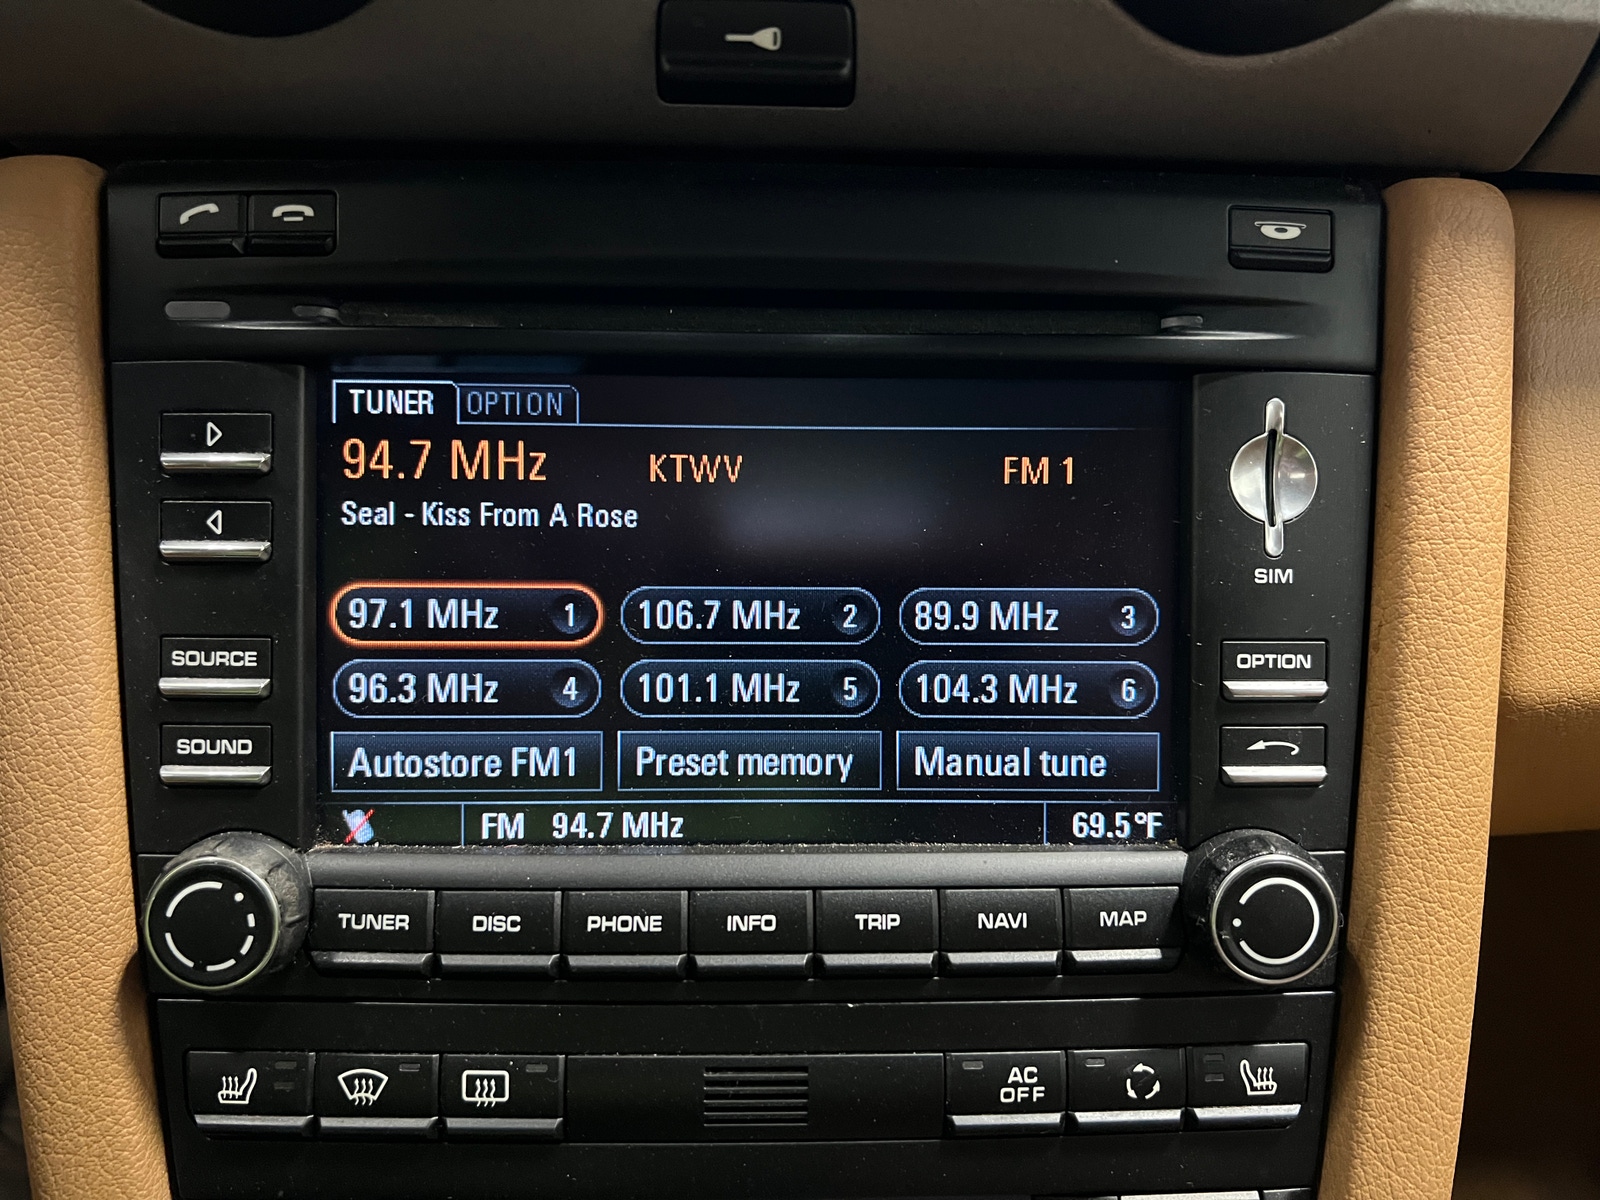 TUNER OPTION
94.7 MHz KTWV FM 1
Seal - Kiss From A Rose
SIM
97.1 MHz 1 106.7 MHz 2 89.9 MHz 3
SOURCE
OPTION
96.3 MHz 4 101.1 MHz 5 104.3 MHz 6
SOUND
Autostore FM1 Preset memory Manual tune
FM 94.7 MHz 69.5°F
TUNER DISC PHONE INFO TRIP NAVI MAP
AC
OFF